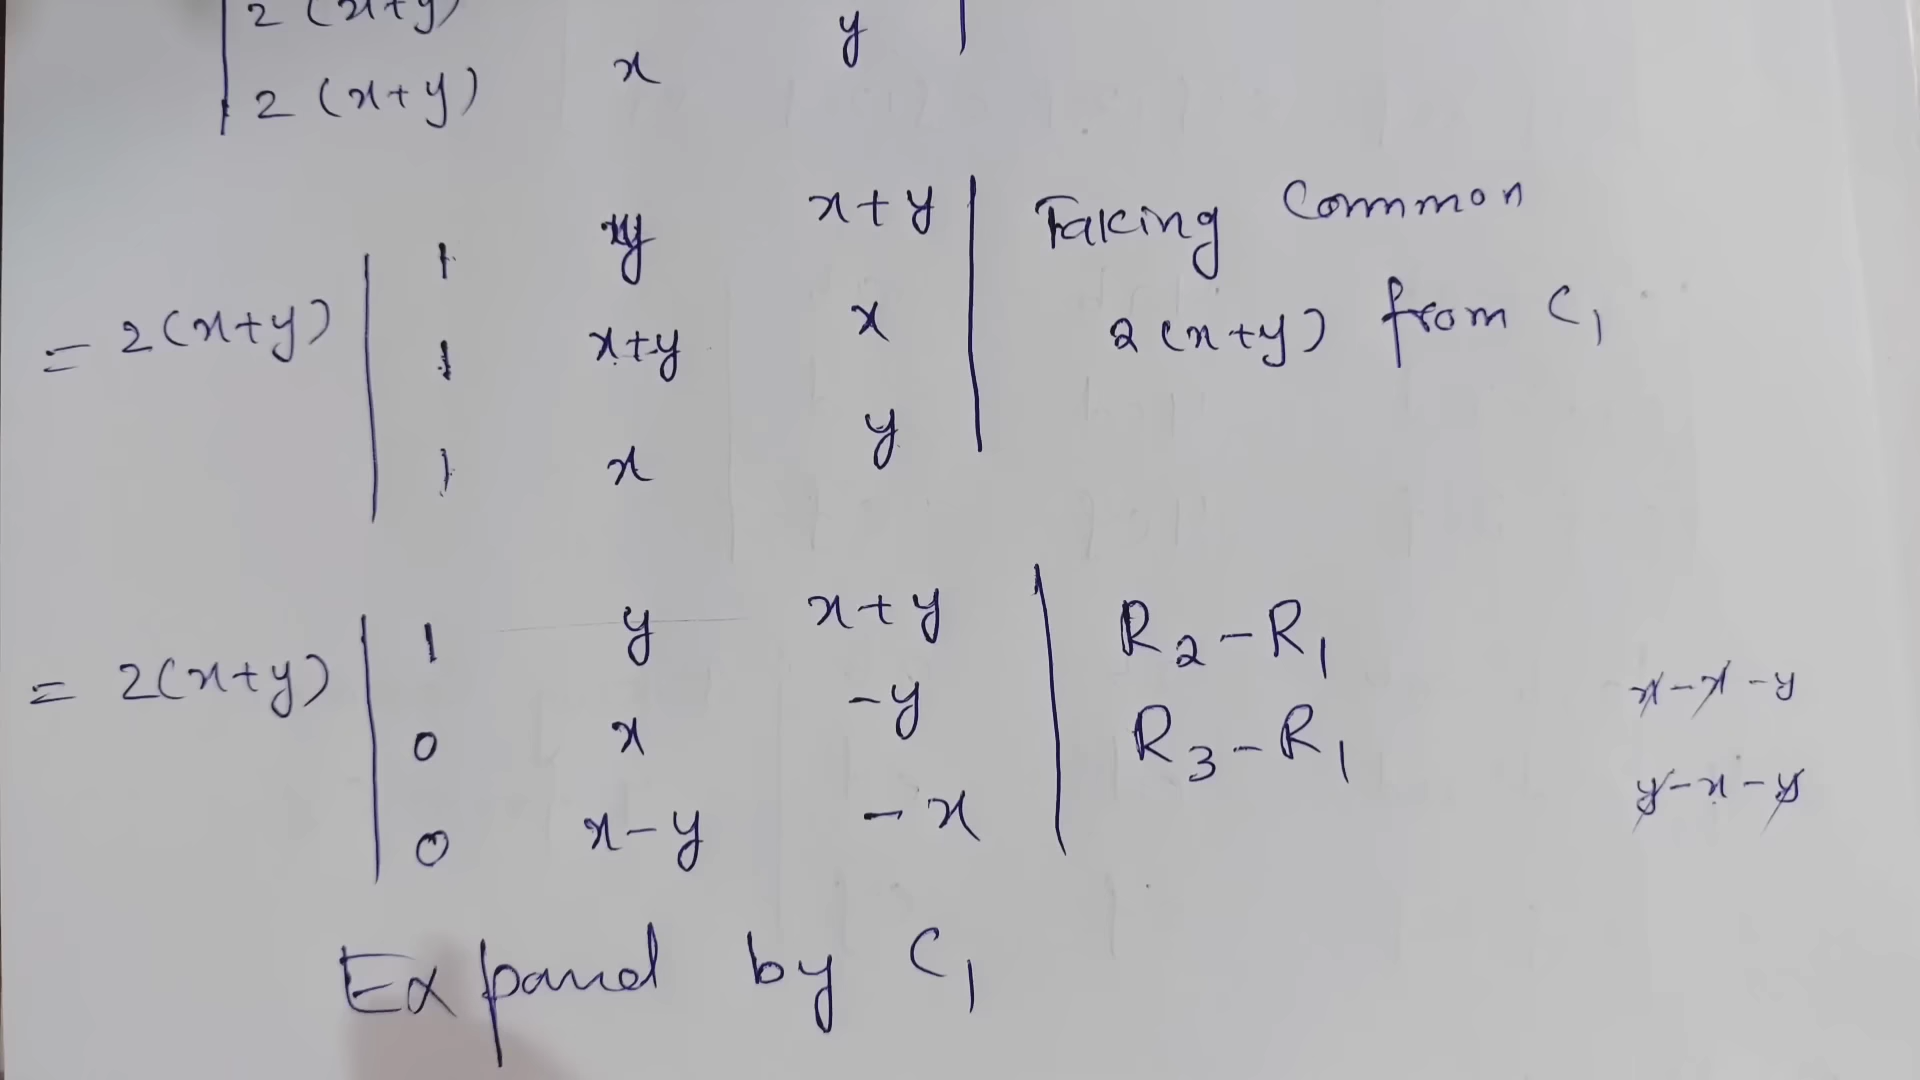 2 (x+y) y
2 (x+y) x
1 y x+y Taking Common
= 2(x+y) 1 x+y x 2(x+y) from C₁
1 x y
1 y x+y R₂-R₁
= 2(x+y) 0 x -y R₃-R₁ x-x-y
0 x-y -x y-x-y
Expand by C₁